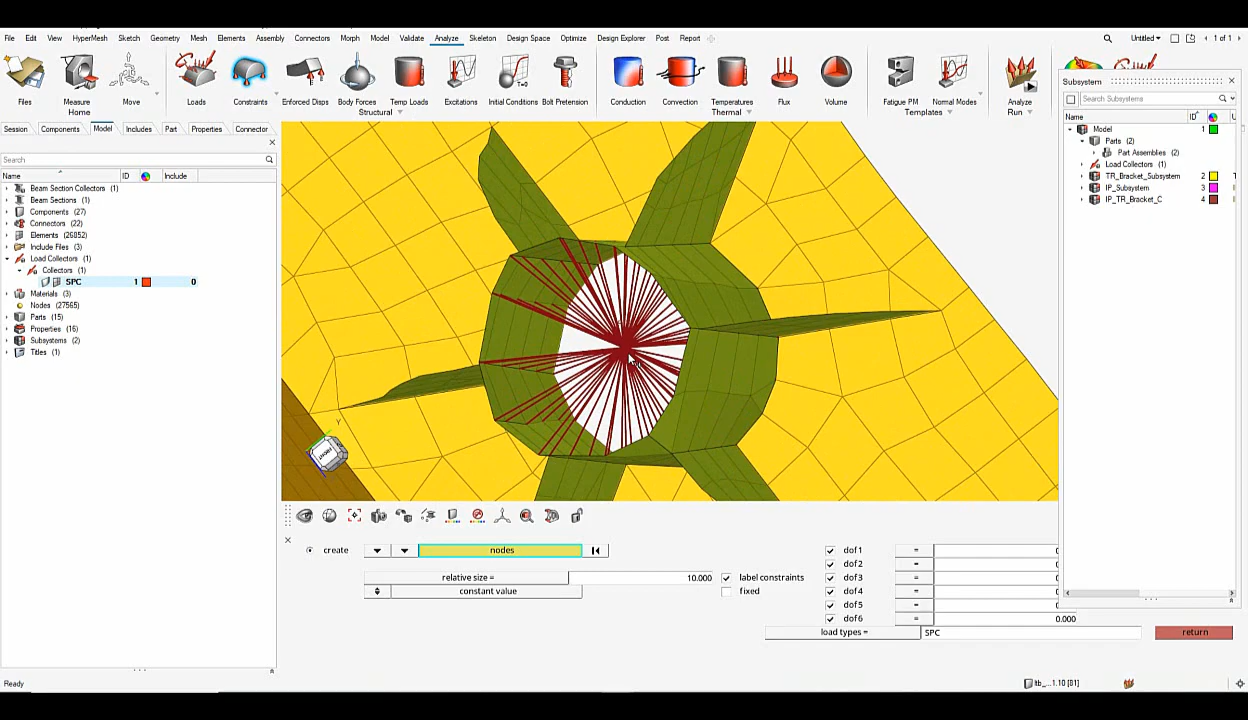 File Edit View HyperMesh Sketch Geometry Mesh Elements Assembly Connectors Morph Model Validate Analyze Skeleton Design Space Optimize Design Explorer Post Report Untitled 1 of 1
Files Measure Move Loads Constraints Enforced Disps Body Forces Temp Loads Excitations Initial Conditions Bolt Pretension Conduction Convection Temperatures Flux Volume Fatigue PM Normal Modes Analyze
Home Structural Thermal Templates Run
Session Components Model Includes Part Properties Connector
Search
Name ID Include
Beam Section Collectors (1)
Beam Sections (1)
Components (27)
Connectors (22)
Elements (26852)
Include Files (3)
Load Collectors (1)
Collectors (1)
SPC 1 0
Materials (3)
Nodes (27565)
Parts (15)
Properties (16)
Subsystems (2)
Titles (1)
Y
Subsystem
Search Subsystems
Name ID
Model 1
Parts (2)
Part Assemblies (2)
Load Collectors (1)
TR_Bracket_Subsystem 2
IP_Subsystem 3
IP_TR_Bracket_C 4
create nodes dof1 =
dof2 =
relative size = 10.000 label constraints dof3 =
constant value fixed dof4 =
dof5 =
dof6 = 0.000
load types = SPC return
Ready